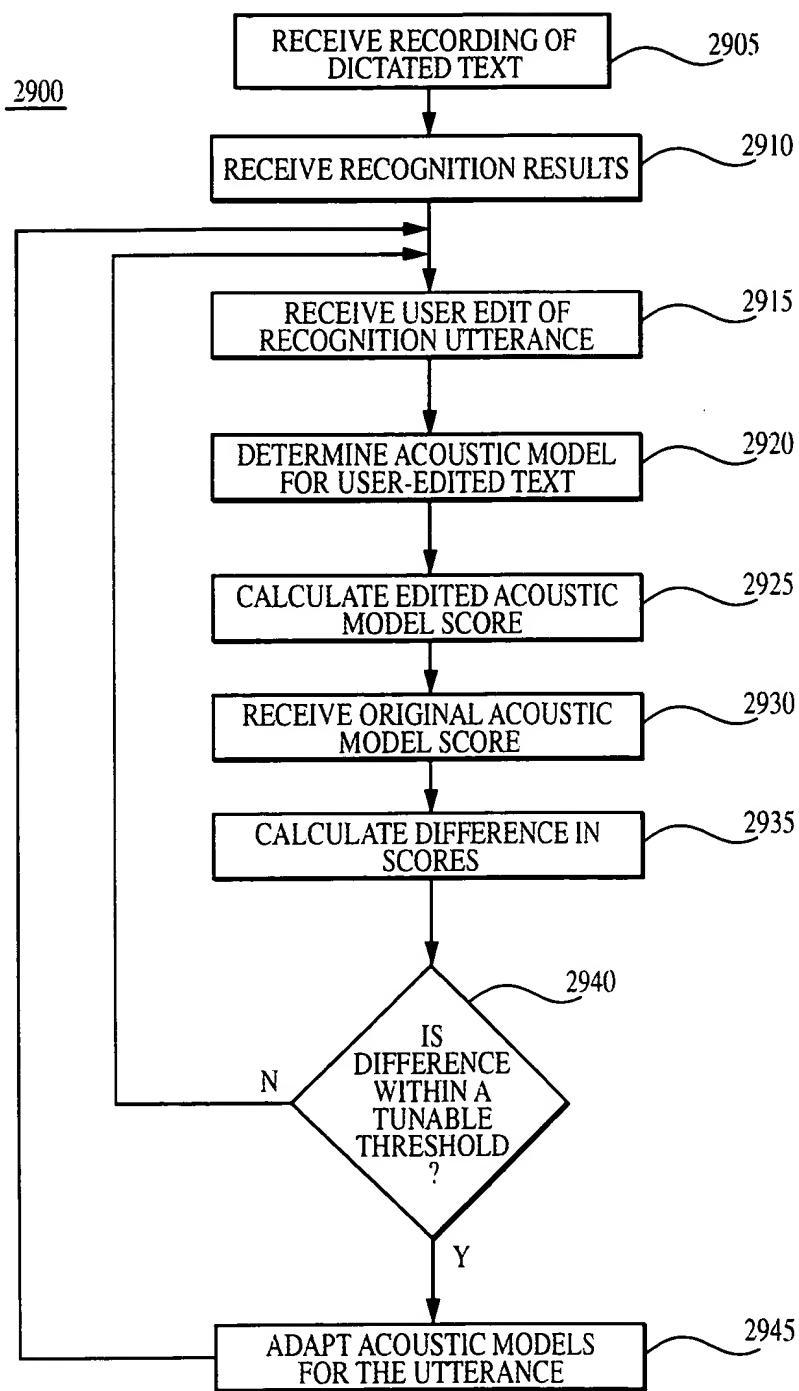 RECEIVE RECORDING OF
DICTATED TEXT
2905
2900
RECEIVE RECOGNITION RESULTS
2910
RECEIVE USER EDIT OF
RECOGNITION UTTERANCE
2915
DETERMINE ACOUSTIC MODEL
FOR USER-EDITED TEXT
2920
CALCULATE EDITED ACOUSTIC
MODEL SCORE
2925
RECEIVE ORIGINAL ACOUSTIC
MODEL SCORE
2930
CALCULATE DIFFERENCE IN
SCORES
2935
2940
IS
DIFFERENCE
WITHIN A
TUNABLE
THRESHOLD
?
N
Y
ADAPT ACOUSTIC MODELS
FOR THE UTTERANCE
2945